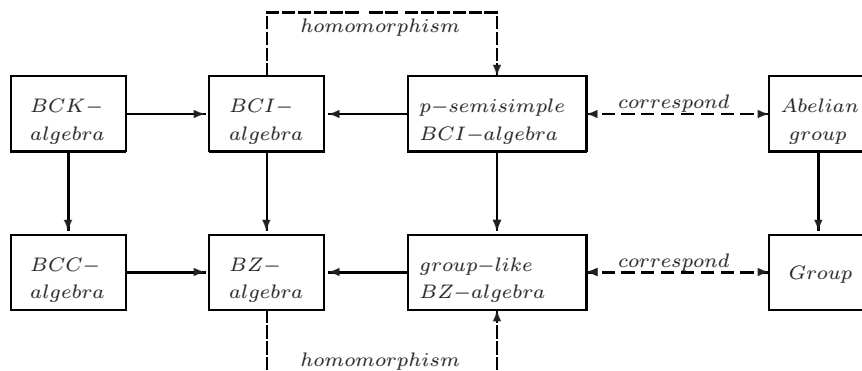 homomorphism
BCK−
algebra
BCI−
algebra
p−semisimple
BCI−algebra
correspond
Abelian
group
BCC−
algebra
BZ−
algebra
group−like
BZ−algebra
correspond
Group
homomorphism